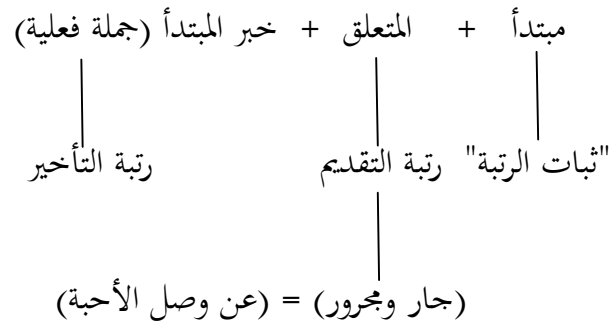 مبتدأ + المتعلق + خبر المبتدأ (جملة فعلية)
"ثبات الرتبة" رتبة التقديم رتبة التأخير
(جار ومجرور) = (عن وصل الأحبة)